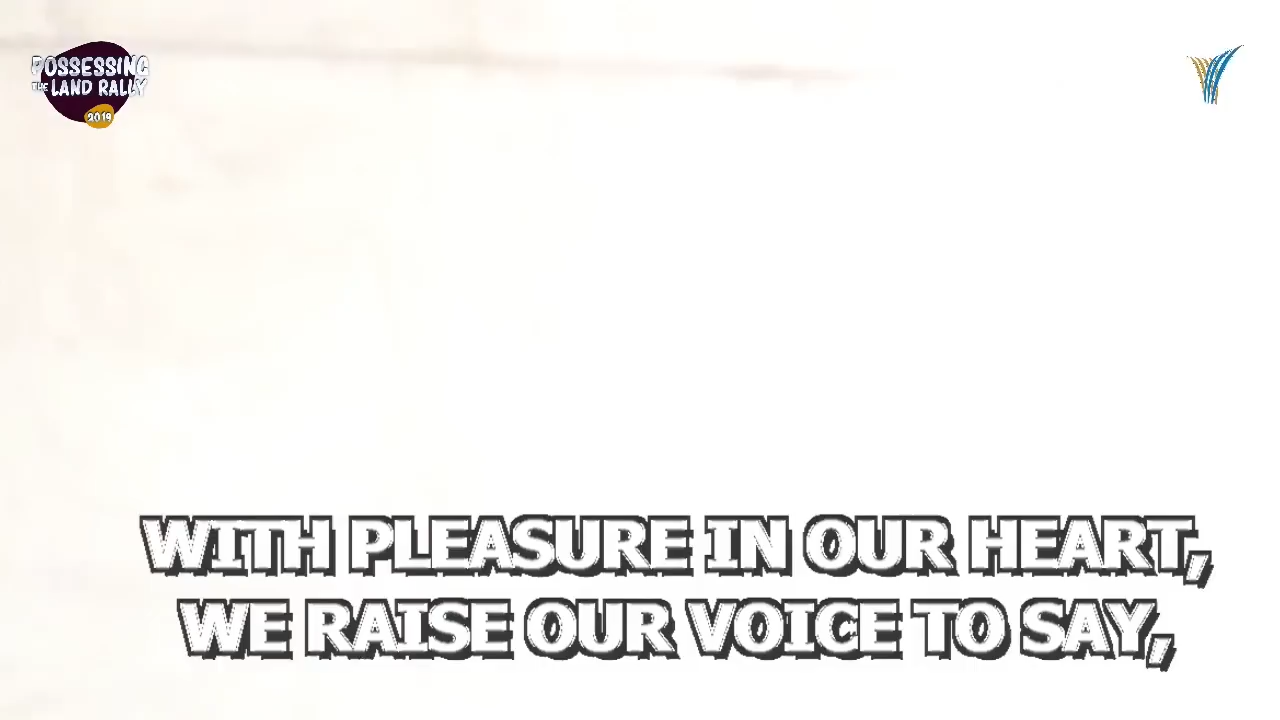 POSSESSING
THE LAND RALLY
2019
WITH PLEASURE IN OUR HEART,
WE RAISE OUR VOICE TO SAY,